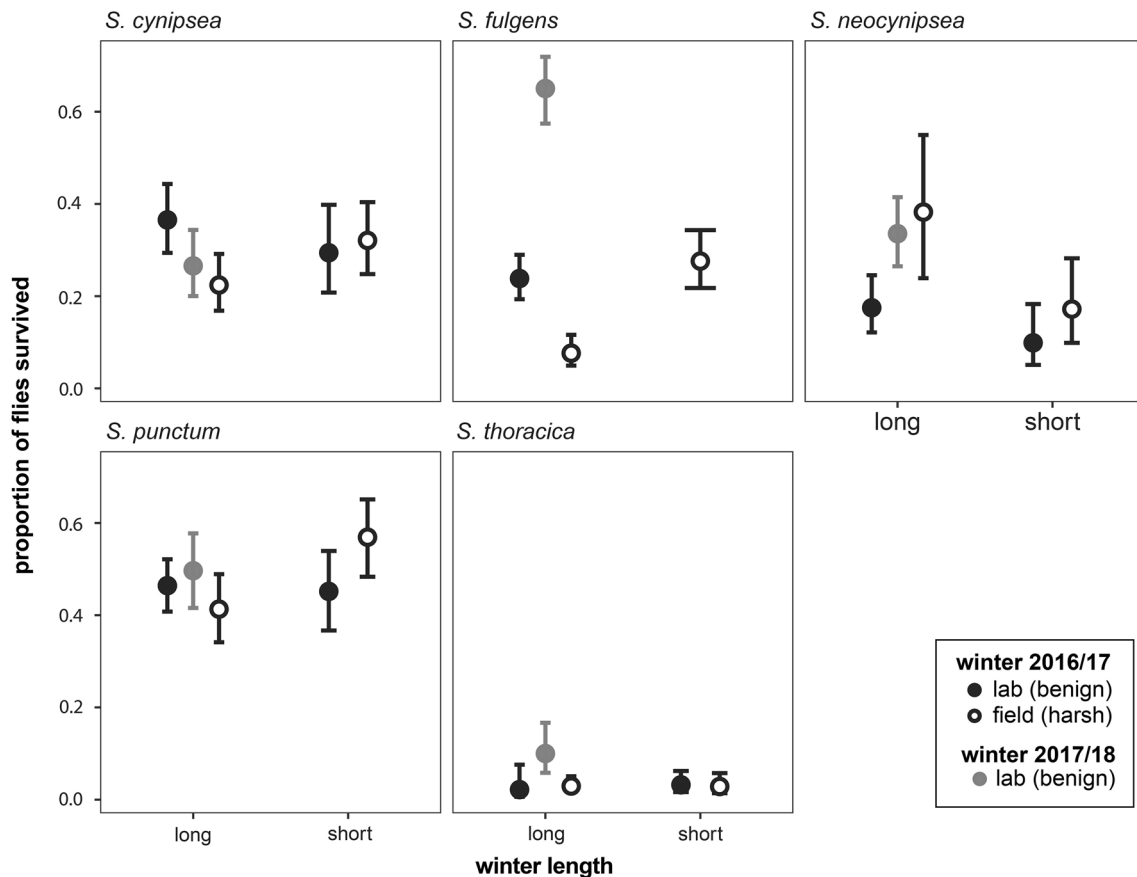 S. cynipsea
S. fulgens
S. neocynipsea
0.6
0.4
0.2
0.0
long
short
S. punctum
S. thoracica
0.6
0.4
0.2
0.0
long
short
long
short
proportion of flies survived
winter length
winter 2016/17
lab (benign)
field (harsh)
winter 2017/18
lab (benign)